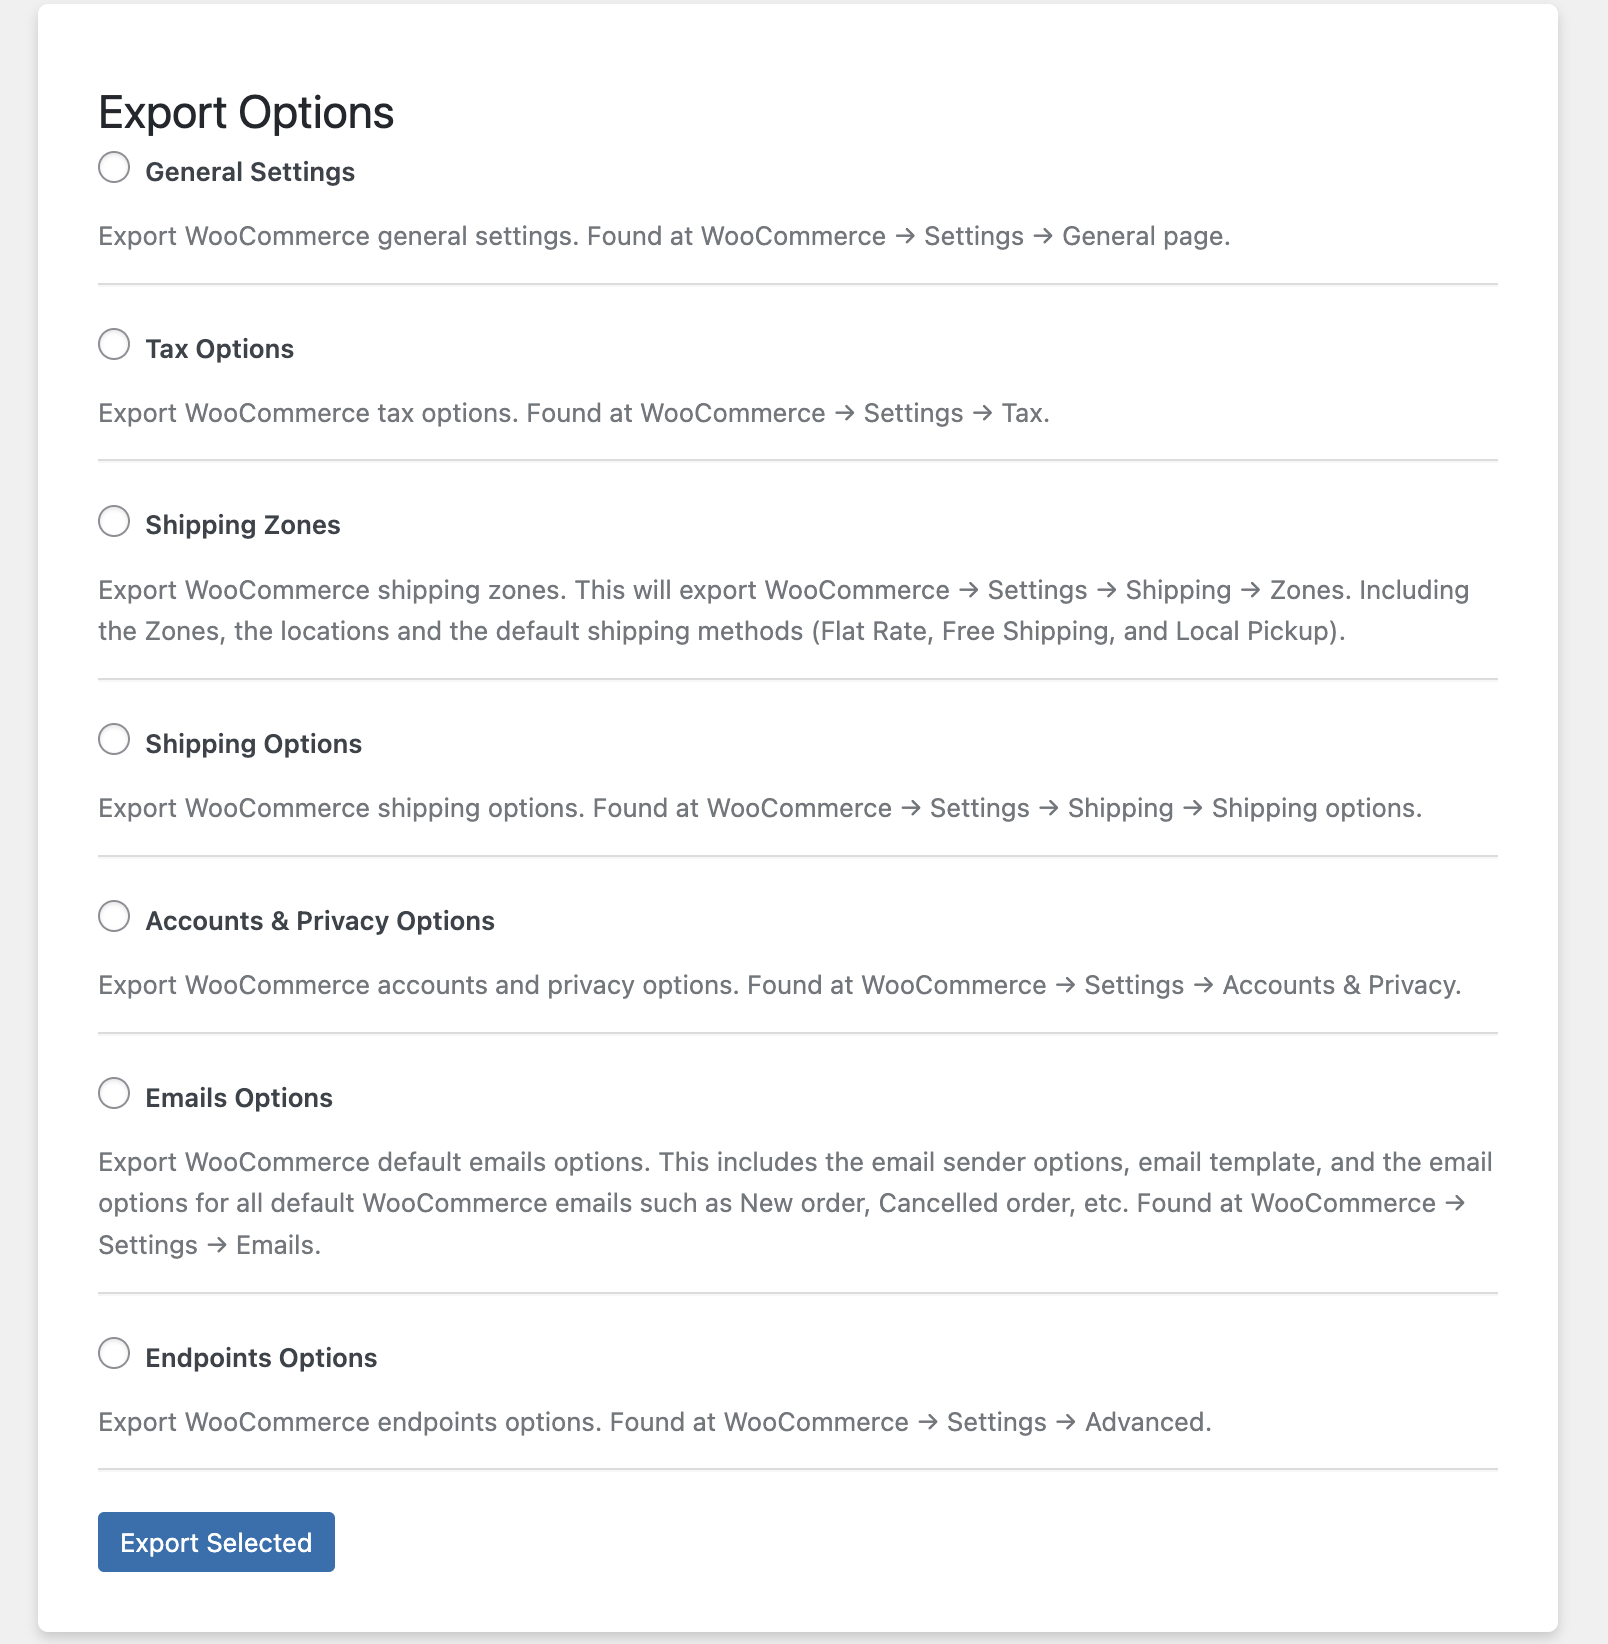 Export Options
General Settings
Export WooCommerce general settings. Found at WooCommerce → Settings → General page.
Tax Options
Export WooCommerce tax options. Found at WooCommerce → Settings → Tax.
Shipping Zones
Export WooCommerce shipping zones. This will export WooCommerce → Settings → Shipping → Zones. Including
the Zones, the locations and the default shipping methods (Flat Rate, Free Shipping, and Local Pickup).
Shipping Options
Export WooCommerce shipping options. Found at WooCommerce → Settings → Shipping → Shipping options.
Accounts & Privacy Options
Export WooCommerce accounts and privacy options. Found at WooCommerce → Settings → Accounts & Privacy.
Emails Options
Export WooCommerce default emails options. This includes the email sender options, email template, and the email
options for all default WooCommerce emails such as New order, Cancelled order, etc. Found at WooCommerce →
Settings → Emails.
Endpoints Options
Export WooCommerce endpoints options. Found at WooCommerce → Settings → Advanced.
Export Selected